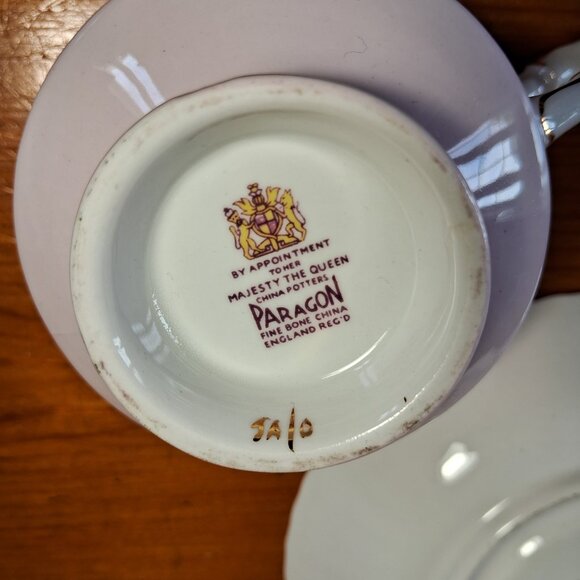 BY APPOINTMENT
TO HER
MAJESTY THE QUEEN
CHINA POTTERS
PARAGON
FINE BONE CHINA
ENGLAND REG'D